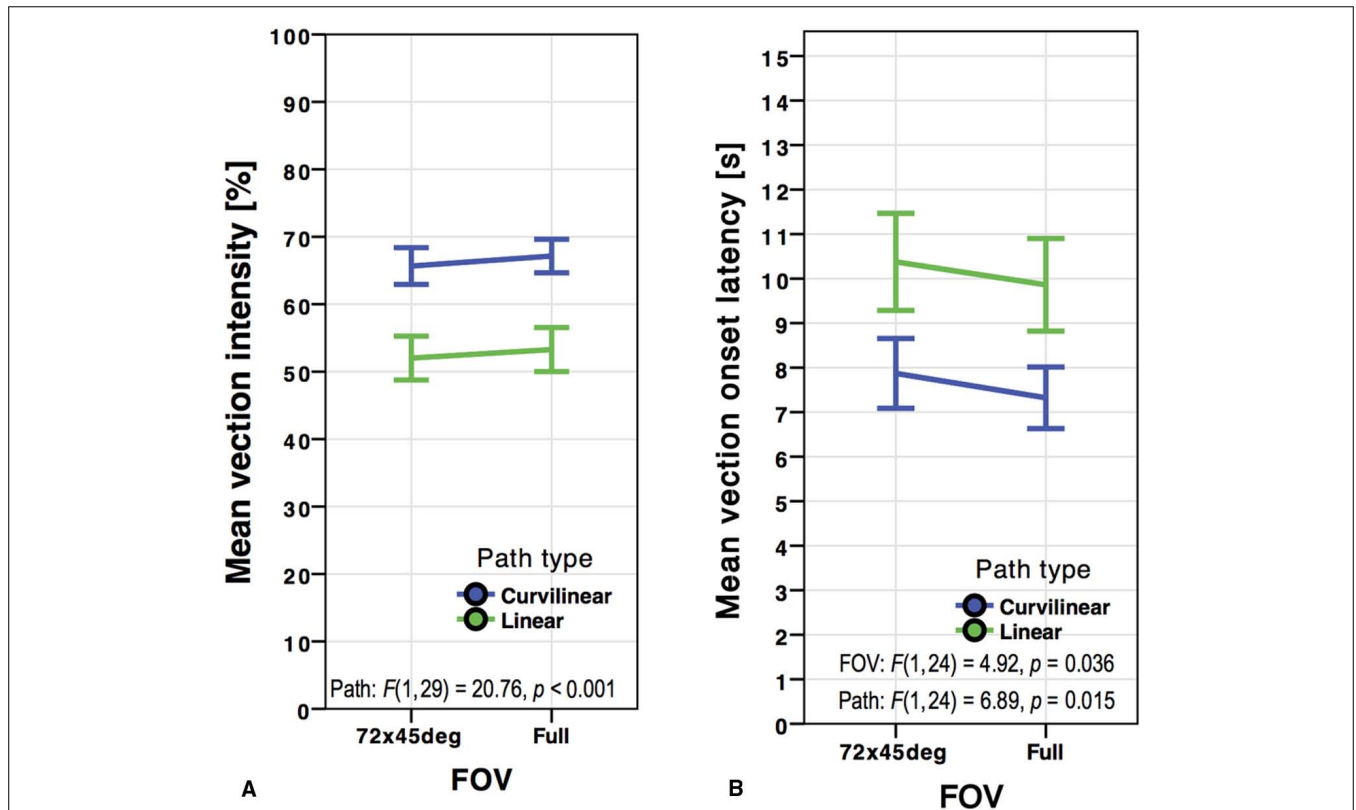 Mean vection intensity [%]
100
90
80
70
60
50
40
30
20
10
0
Path type
Curvilinear
Linear
Path: F(1,29) = 20.76, p < 0.001
72x45deg Full
FOV
A
Mean vection onset latency [s]
15
14
13
12
11
10
9
8
7
6
5
4
3
2
1
0
Path type
Curvilinear
Linear
FOV: F(1,24) = 4.92, p = 0.036
Path: F(1,24) = 6.89, p = 0.015
72x45deg Full
FOV
B